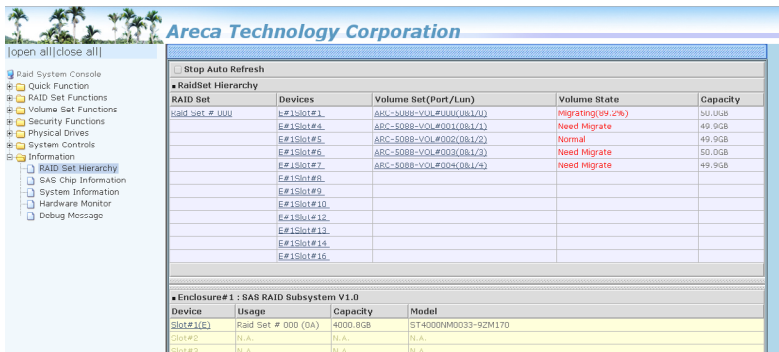 Areca Technology Corporation
|open all|close all|
Raid System Console
Quick Function
RAID Set Functions
Volume Set Functions
Security Functions
Physical Drives
System Controls
Information
RAID Set Hierarchy
SAS Chip Information
System Information
Hardware Monitor
Debug Message
Stop Auto Refresh
RaidSet Hierarchy
RAID Set Devices Volume Set(Port/Lun) Volume State Capacity
Raid Set # 000 E#1Slot#1 ARC-5088-VOL#000(0&1/0) Migrating(89.2%) 50.0GB
E#1Slot#4 ARC-5088-VOL#001(0&1/1) Need Migrate 49.9GB
E#1Slot#5 ARC-5088-VOL#002(0&1/2) Normal 49.9GB
E#1Slot#6 ARC-5088-VOL#003(0&1/3) Need Migrate 50.0GB
E#1Slot#7 ARC-5088-VOL#004(0&1/4) Need Migrate 49.9GB
E#1Slot#8
E#1Slot#9
E#1Slot#10
E#1Slot#12
E#1Slot#13
E#1Slot#14
E#1Slot#16
Enclosure#1 : SAS RAID Subsystem V1.0
Device Usage Capacity Model
Slot#1(E) Raid Set # 000 (0A) 4000.8GB ST4000NM0033-9ZM170
Slot#2 N.A. N.A. N.A.
Slot#3 N.A. N.A. N.A.